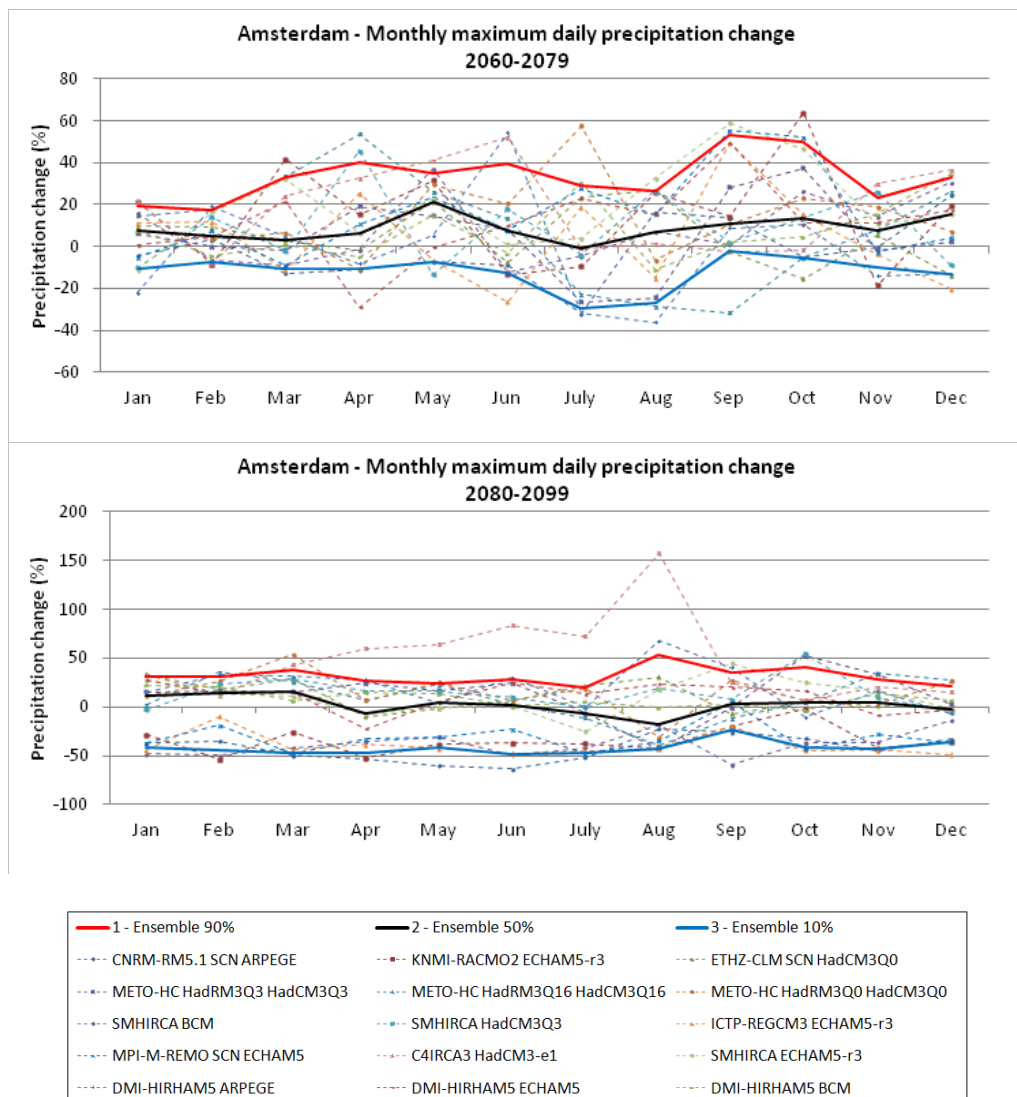 Amsterdam - Monthly maximum daily precipitation change
2060-2079
Precipitation change (%)
80
60
40
20
0
-20
-40
-60
Jan Feb Mar Apr May Jun July Aug Sep Oct Nov Dec
Amsterdam - Monthly maximum daily precipitation change
2080-2099
Precipitation change (%)
200
150
100
50
0
-50
-100
Jan Feb Mar Apr May Jun July Aug Sep Oct Nov Dec
1 - Ensemble 90% 2 - Ensemble 50% 3 - Ensemble 10%
CNRM-RM5.1 SCN ARPEGE KNMI-RACMO2 ECHAM5-r3 ETHZ-CLM SCN HadCM3Q0
METO-HC HadRM3Q3 HadCM3Q3 METO-HC HadRM3Q16 HadCM3Q16 METO-HC HadRM3Q0 HadCM3Q0
SMHIRCA BCM SMHIRCA HadCM3Q3 ICTP-REGCM3 ECHAM5-r3
MPI-M-REMO SCN ECHAM5 C4IRCA3 HadCM3-e1 SMHIRCA ECHAM5-r3
DMI-HIRHAM5 ARPEGE DMI-HIRHAM5 ECHAM5 DMI-HIRHAM5 BCM